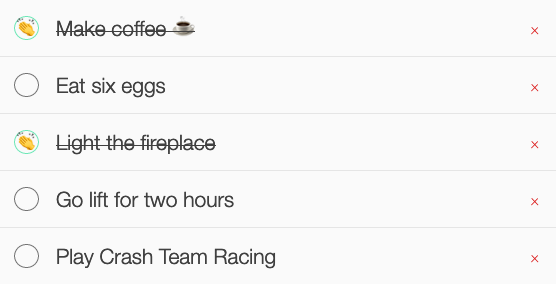 Make coffee ☕
×
Eat six eggs
×
Light the fireplace
×
Go lift for two hours
×
Play Crash Team Racing
×